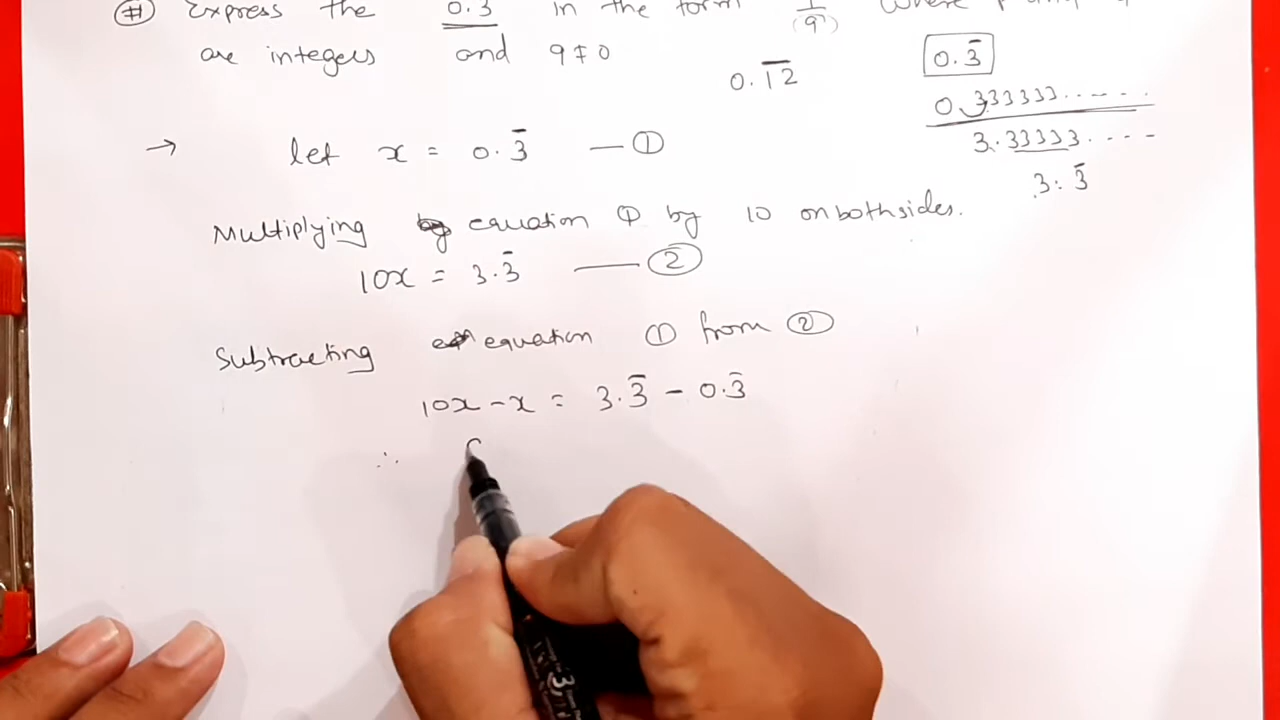 # Express the 0.3̅ in the form P/q where
are integers and q≠0
0.1̅2̅
0.3̅
0.333333......
3.33333....
3.3̅
→ let x = 0.3̅ —①
Multiplying equation ① by 10 on both sides.
10x = 3.3̅ —②
Subtracting equation ① from ②
10x - x = 3.3̅ - 0.3̅
∴